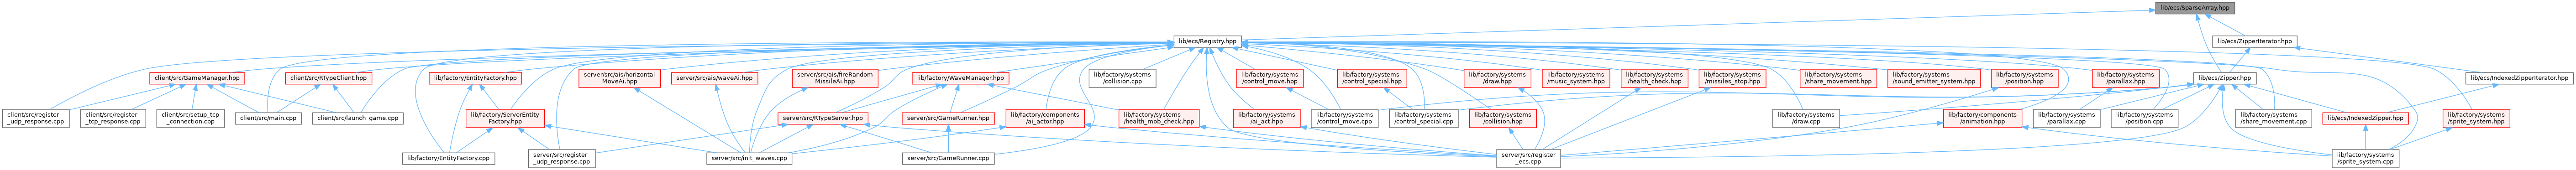 lib/ecs/SparseArray.hpp
lib/ecs/Registry.hpp
lib/ecs/ZipperIterator.hpp
client/src/GameManager.hpp
client/src/RTypeClient.hpp
lib/factory/EntityFactory.hpp
server/src/ais/horizontal
MoveAi.hpp
server/src/ais/waveAi.hpp
server/src/ais/fireRandom
MissileAi.hpp
lib/factory/WaveManager.hpp
lib/factory/systems
/collision.cpp
lib/factory/systems
/control_move.hpp
lib/factory/systems
/control_special.hpp
lib/factory/systems
/draw.hpp
lib/factory/systems
/music_system.hpp
lib/factory/systems
/health_check.hpp
lib/factory/systems
/missiles_stop.hpp
lib/factory/systems
/share_movement.hpp
lib/factory/systems
/sound_emitter_system.hpp
lib/factory/systems
/position.hpp
lib/factory/systems
/parallax.hpp
lib/ecs/Zipper.hpp
lib/ecs/IndexedZipperIterator.hpp
client/src/register
_udp_response.cpp
client/src/register
_tcp_response.cpp
client/src/setup_tcp
_connection.cpp
client/src/main.cpp
client/src/launch_game.cpp
lib/factory/ServerEntity
Factory.hpp
server/src/RTypeServer.hpp
server/src/GameRunner.hpp
lib/factory/components
/ai_actor.hpp
lib/factory/systems
/health_mob_check.hpp
lib/factory/systems
/ai_act.hpp
lib/factory/systems
/control_move.cpp
lib/factory/systems
/control_special.cpp
lib/factory/systems
/collision.hpp
lib/factory/systems
/draw.cpp
lib/factory/components
/animation.hpp
lib/factory/systems
/parallax.cpp
lib/factory/systems
/position.cpp
lib/factory/systems
/share_movement.cpp
lib/ecs/IndexedZipper.hpp
lib/factory/systems
/sprite_system.hpp
lib/factory/EntityFactory.cpp
server/src/register
_udp_response.cpp
server/src/init_waves.cpp
server/src/GameRunner.cpp
server/src/register
_ecs.cpp
lib/factory/systems
/sprite_system.cpp